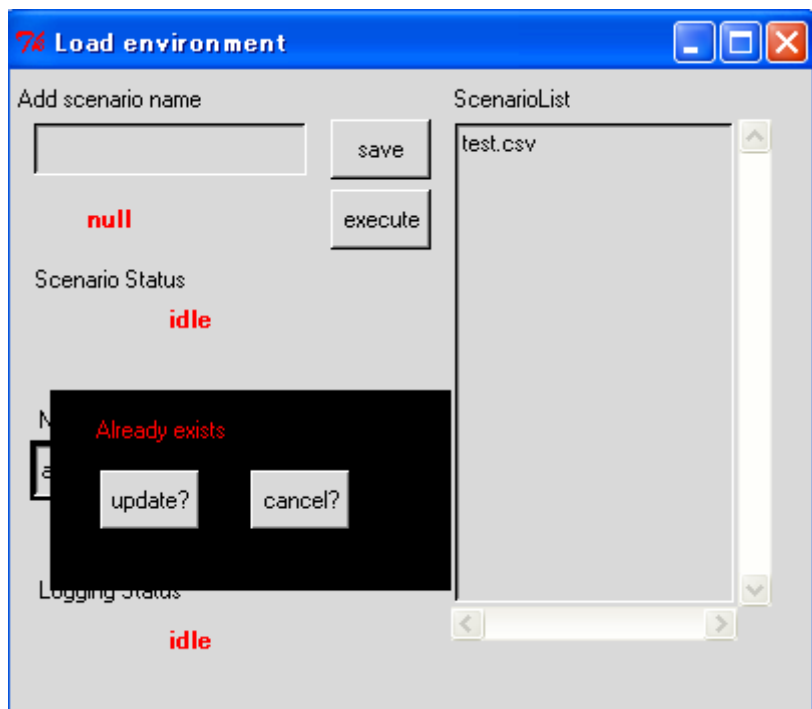 Load environment
Add scenario name
ScenarioList
save
test.csv
null
execute
Scenario Status
idle
Already exists
update?
cancel?
Logging Status
idle